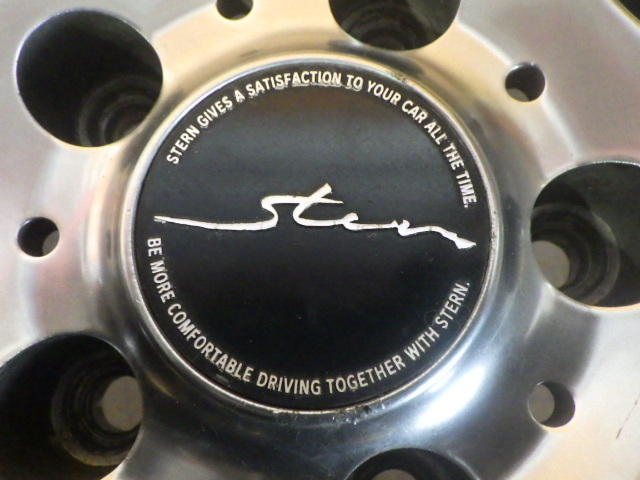 STERN GIVES A SATISFACTION TO YOUR CAR ALL THE TIME.
Stern
BE MORE COMFORTABLE DRIVING TOGETHER WITH STERN.